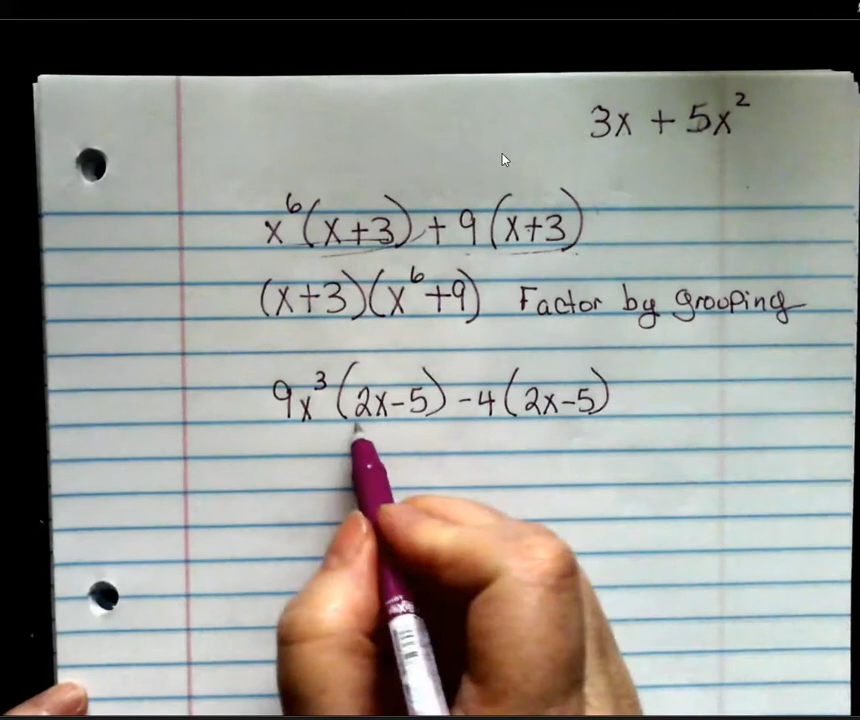 3x + 5x²
x⁶(x+3) + 9(x+3)
(x+3)(x⁶+9) Factor by grouping
9x³(2x-5) -4(2x-5)